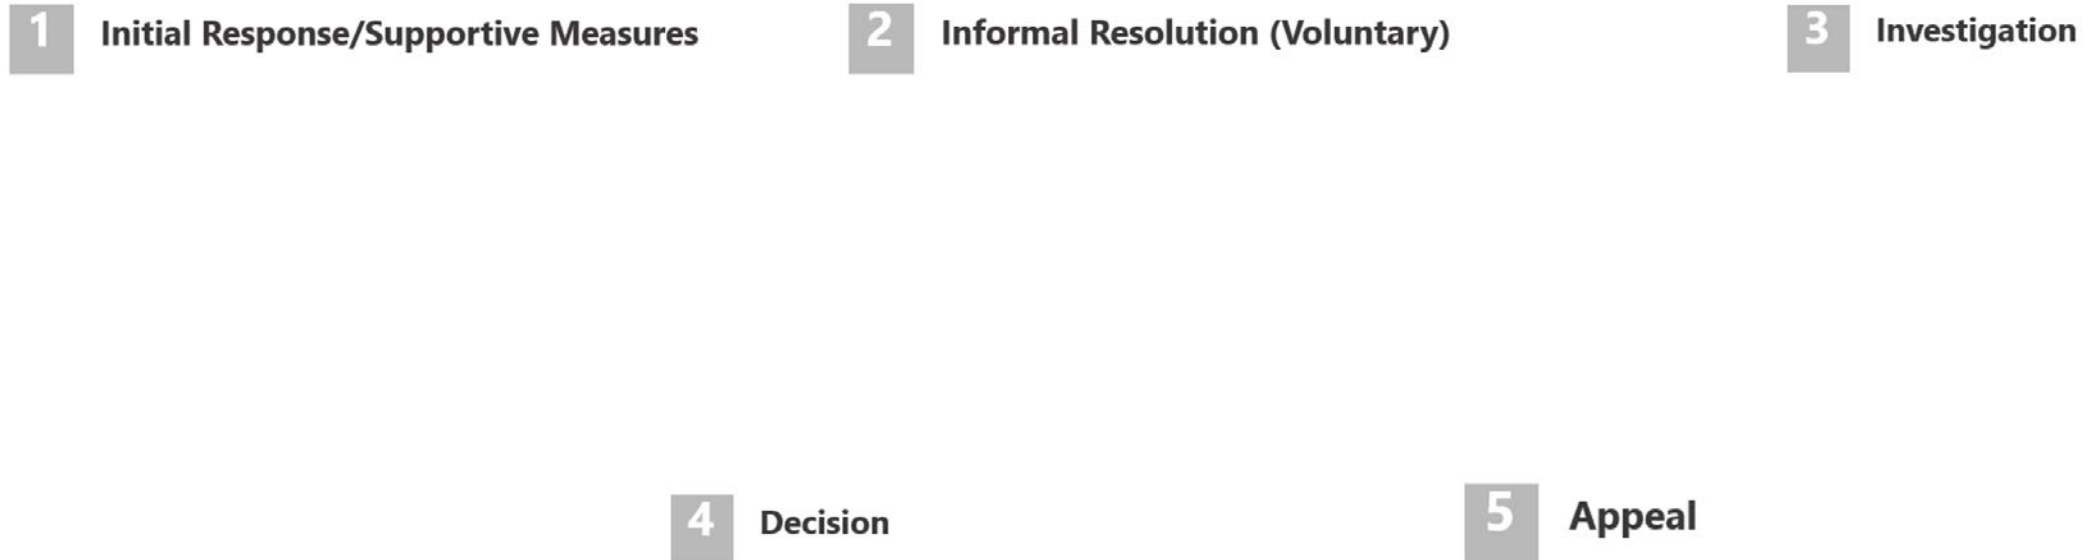 1 Initial Response/Supportive Measures
2 Informal Resolution (Voluntary)
3 Investigation
4 Decision
5 Appeal